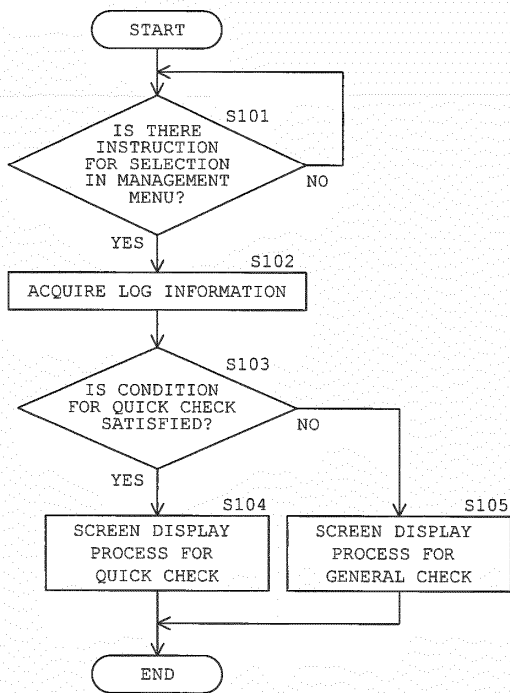 START
S101
IS THERE
INSTRUCTION
FOR SELECTION
IN MANAGEMENT
MENU?
NO
YES
S102
ACQUIRE LOG INFORMATION
S103
IS CONDITION
FOR QUICK CHECK
SATISFIED?
NO
YES
S104
SCREEN DISPLAY
PROCESS FOR
QUICK CHECK
S105
SCREEN DISPLAY
PROCESS FOR
GENERAL CHECK
END